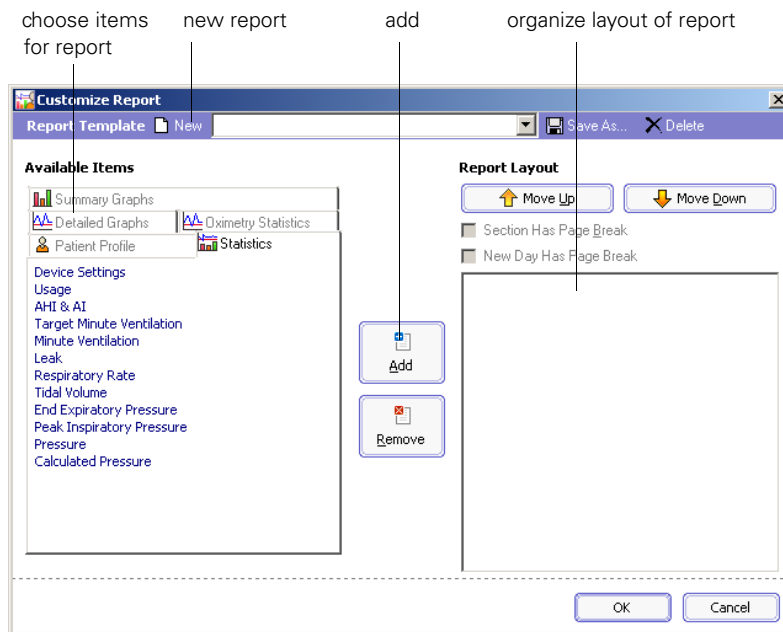 choose items
for report
new report
add
organize layout of report
Customize Report
Report Template New Save As... Delete
Available Items
Summary Graphs
Detailed Graphs Oximetry Statistics
Patient Profile Statistics
Device Settings
Usage
AHI & AI
Target Minute Ventilation
Minute Ventilation
Leak
Respiratory Rate
Tidal Volume
End Expiratory Pressure
Peak Inspiratory Pressure
Pressure
Calculated Pressure
Add
Remove
Report Layout
Move Up Move Down
Section Has Page Break
New Day Has Page Break
OK Cancel